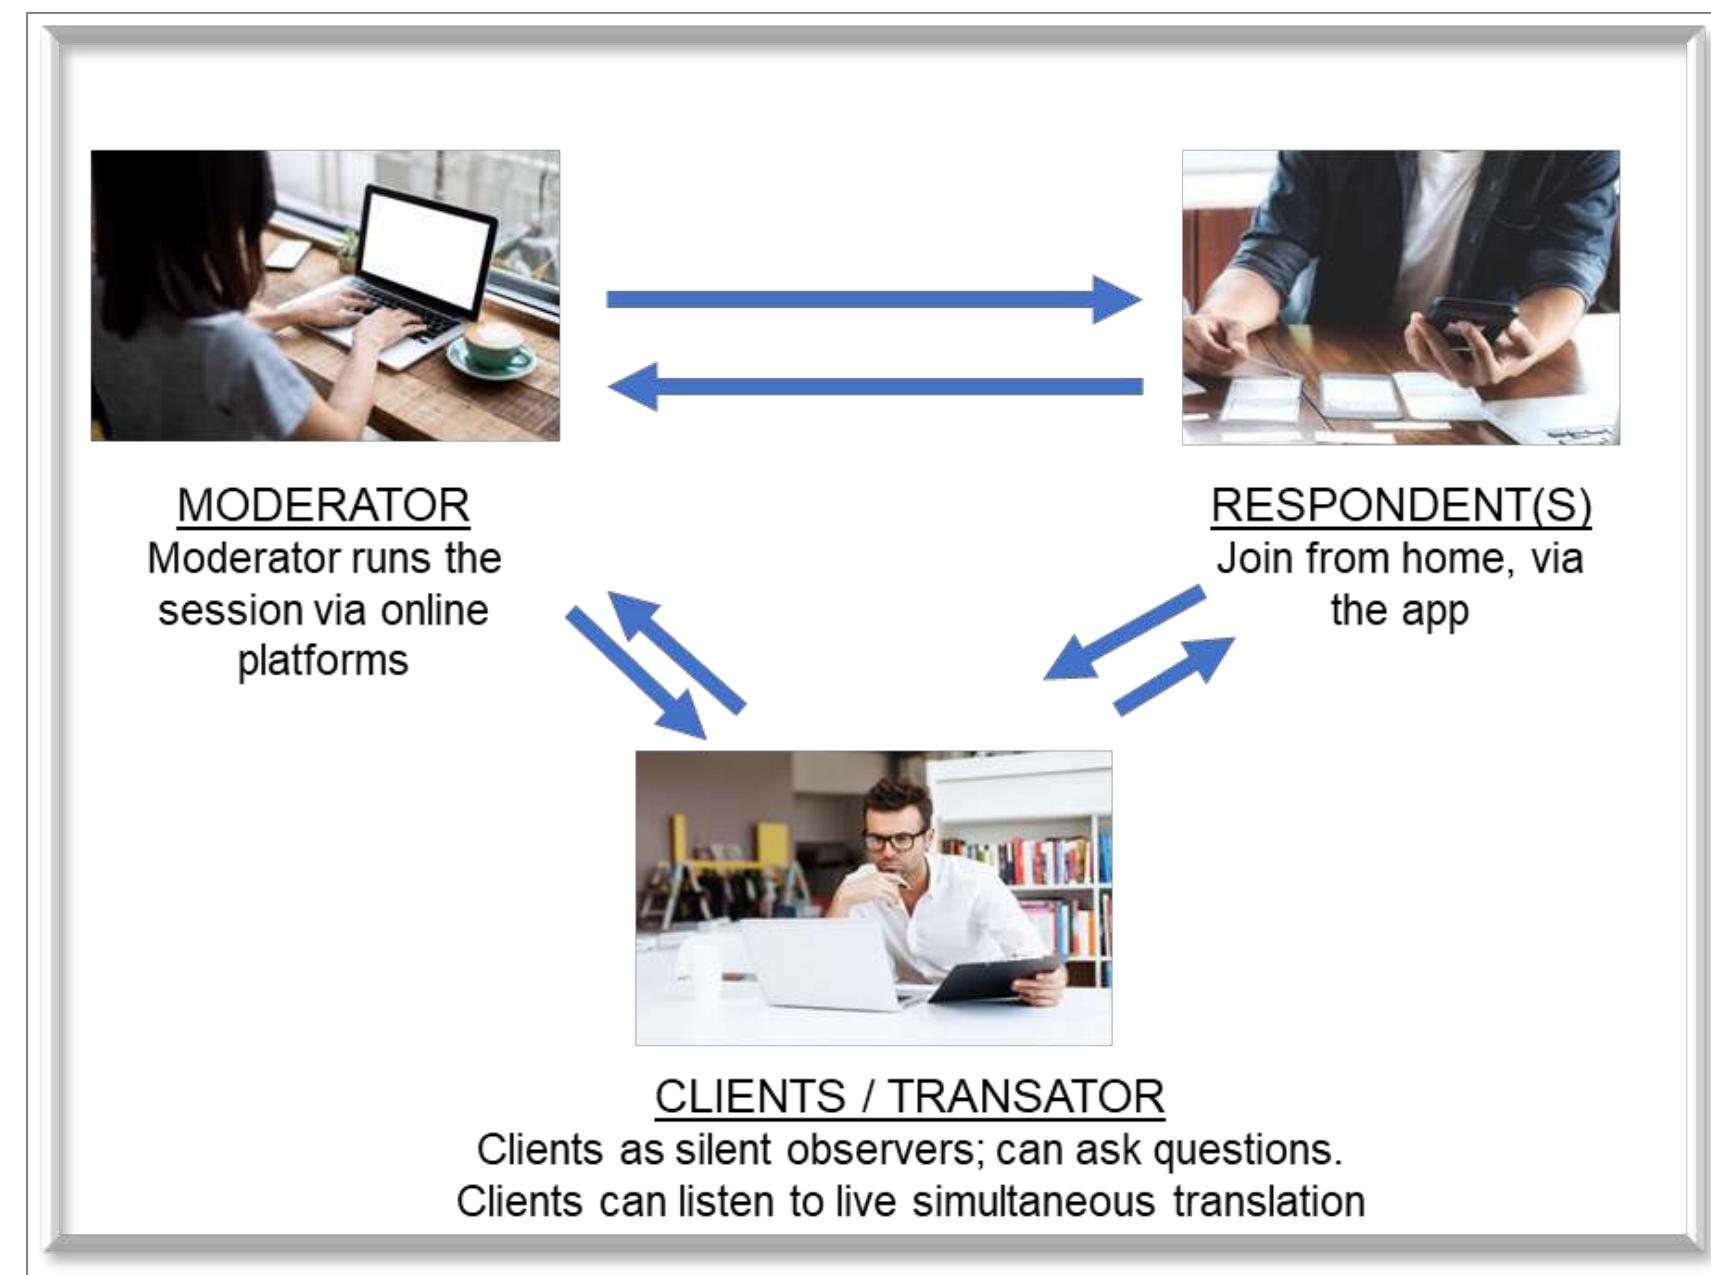 MODERATOR
Moderator runs the
session via online
platforms
RESPONDENT(S)
Join from home, via
the app
CLIENTS / TRANSATOR
Clients as silent observers; can ask questions.
Clients can listen to live simultaneous translation